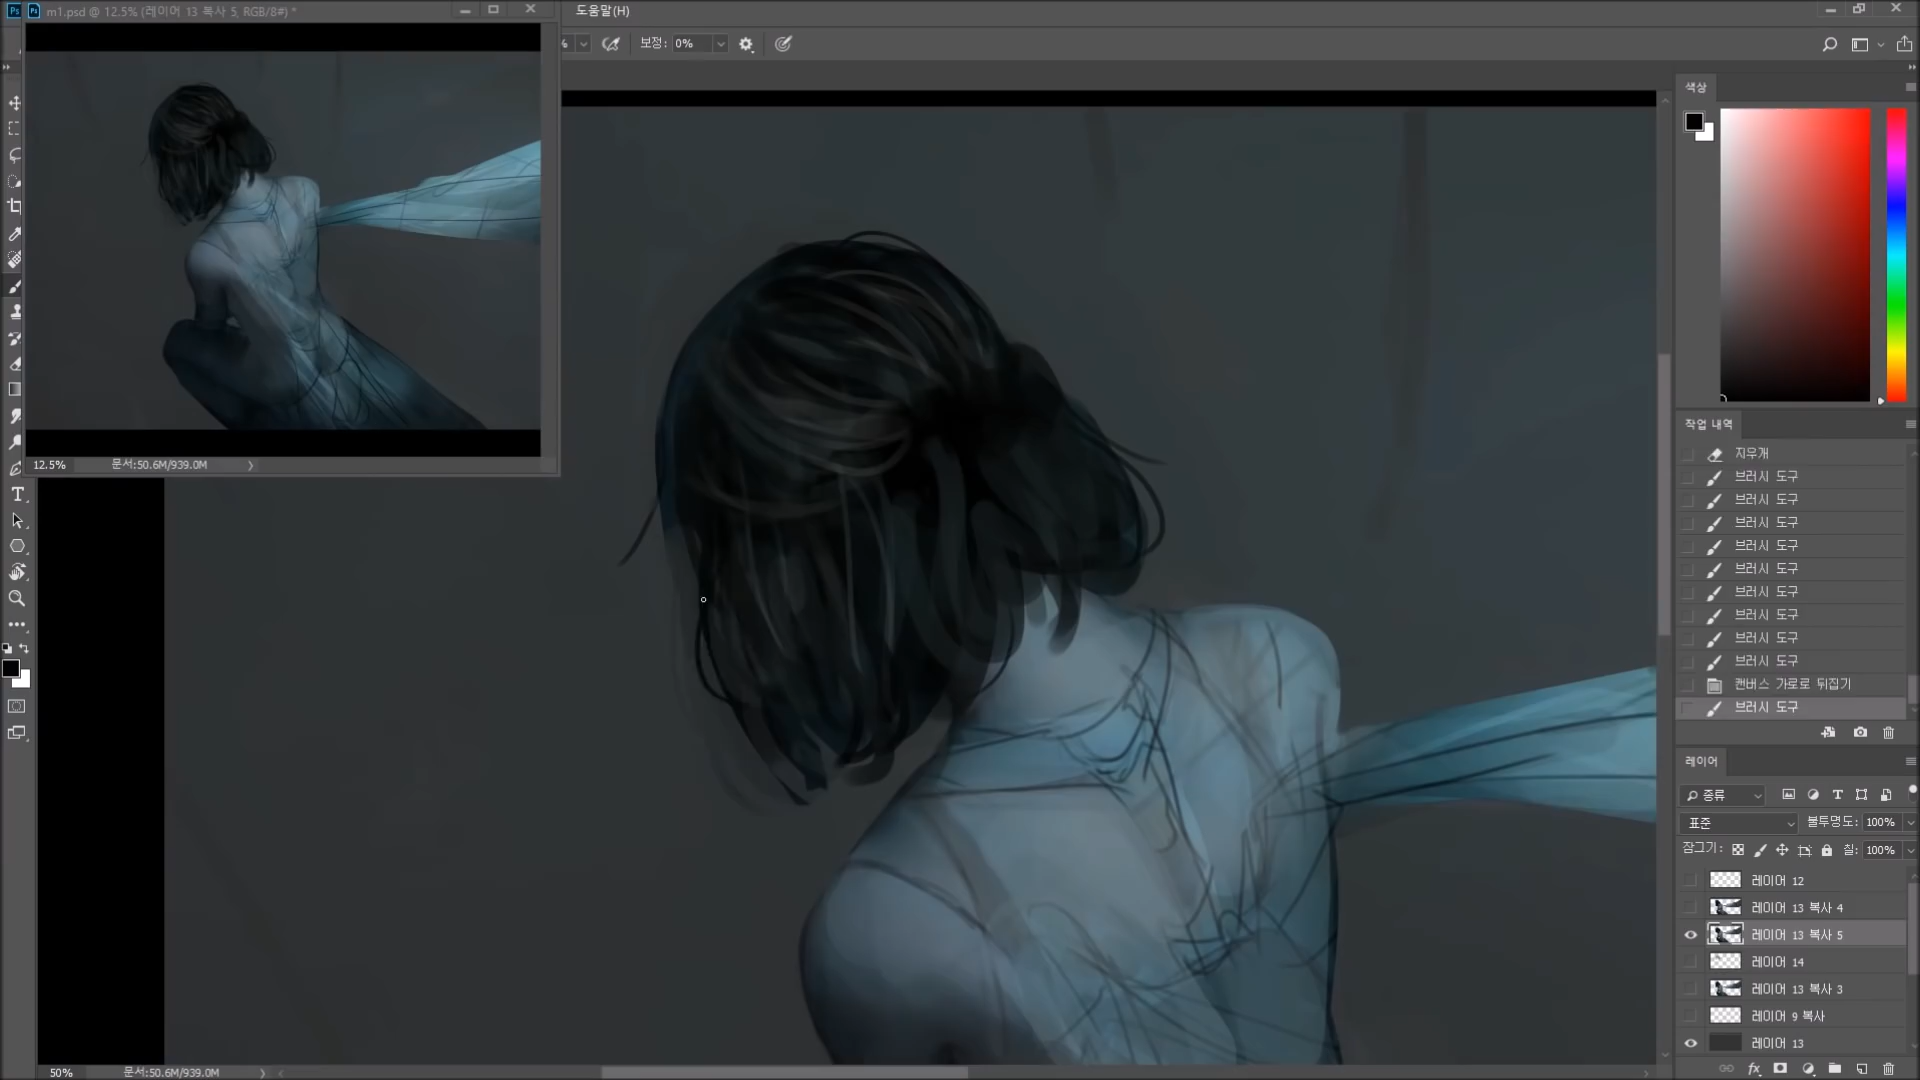 m1.psd @ 12.5% (레이어 13 복사 5, RGB/8#) *
도움말(H)
%
보정: 0%
색상
12.5%
문서:50.6M/939.0M
작업 내역
지우개
브러시 도구
브러시 도구
브러시 도구
브러시 도구
브러시 도구
브러시 도구
브러시 도구
브러시 도구
브러시 도구
캔버스 가로로 뒤집기
브러시 도구
레이어
종류
표준
불투명도: 100%
잠그기:
칠: 100%
레이어 12
레이어 13 복사 4
레이어 13 복사 5
레이어 14
레이어 13 복사 3
레이어 9 복사
레이어 13
50%
문서:50.6M/939.0M